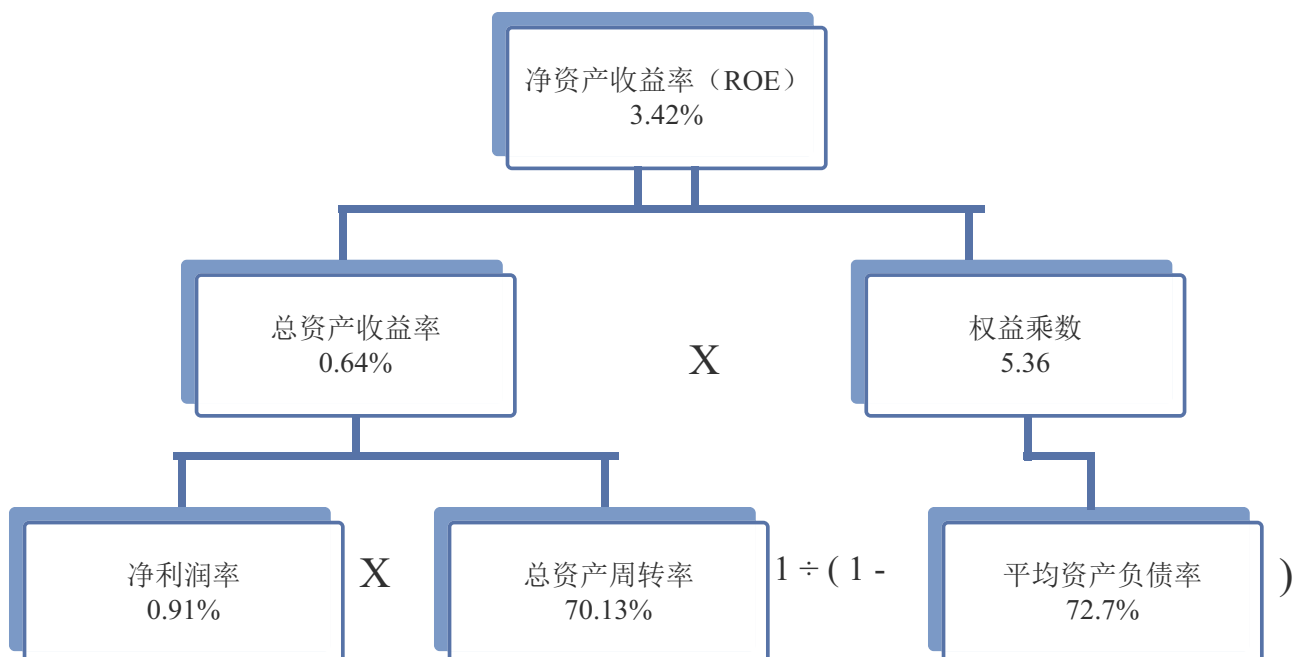 净资产收益率（ROE）
3.42%
总资产收益率
0.64%
X
权益乘数
5.36
净利润率
0.91%
X
总资产周转率
70.13%
1 ÷ ( 1 -
平均资产负债率
72.7%
)